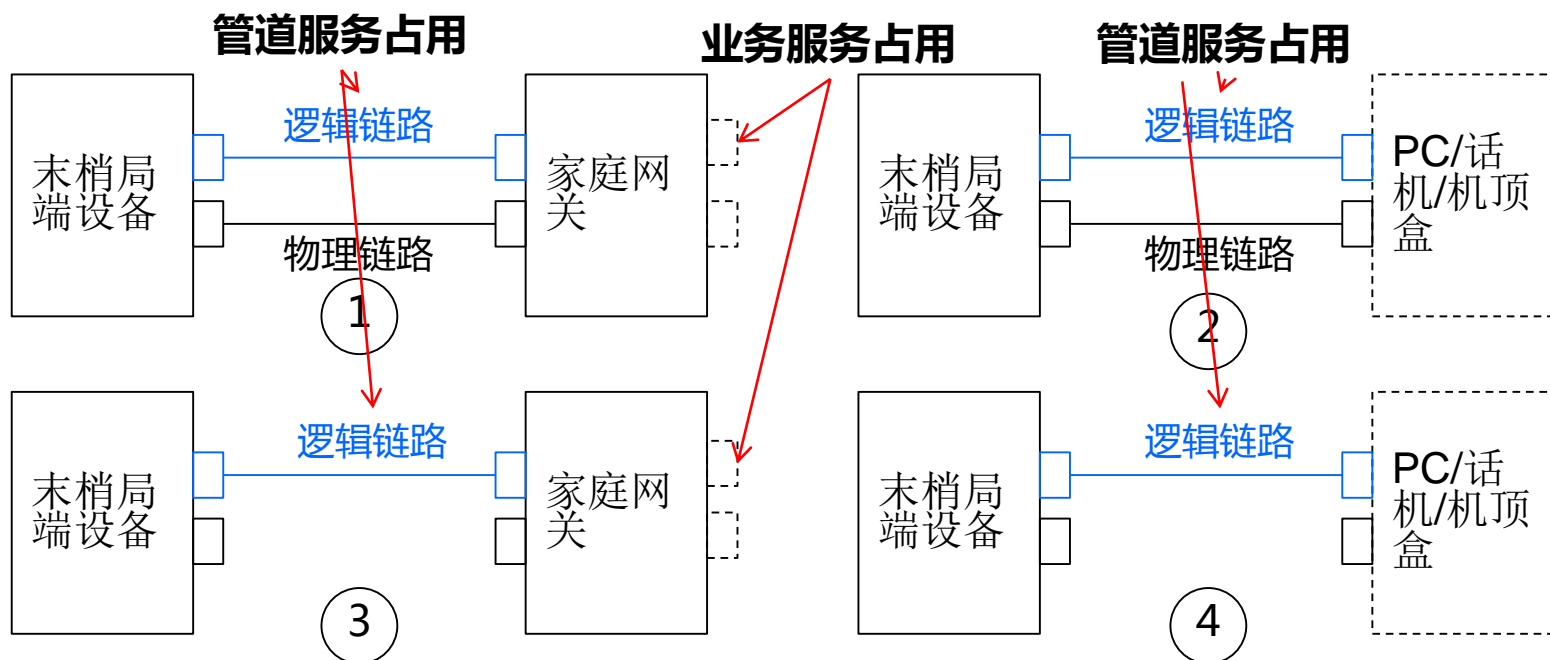 管道服务占用
业务服务占用
管道服务占用
逻辑链路
末梢局
端设备
家庭网
关
物理链路
1
逻辑链路
末梢局
端设备
PC/话
机/机顶
盒
物理链路
2
逻辑链路
末梢局
端设备
家庭网
关
3
逻辑链路
末梢局
端设备
PC/话
机/机顶
盒
4